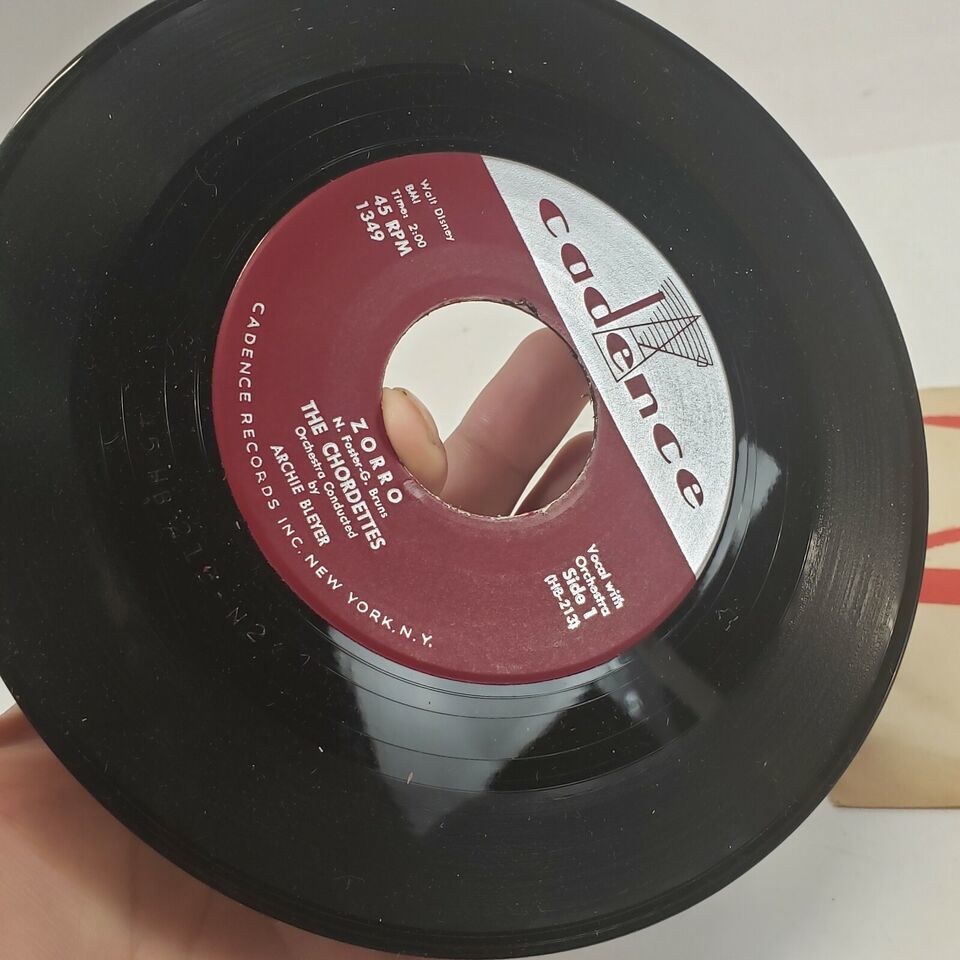 cadence
Walt Disney
BMI
Time: 2:00
45 RPM
1349
Vocal with
Orchestra
Side 1
ZORRO
N. Foster-G. Bruns
THE CHORDETTES
Orchestra Conducted
by
ARCHIE BLEYER
CADENCE RECORDS INC. NEW YORK, N.Y.